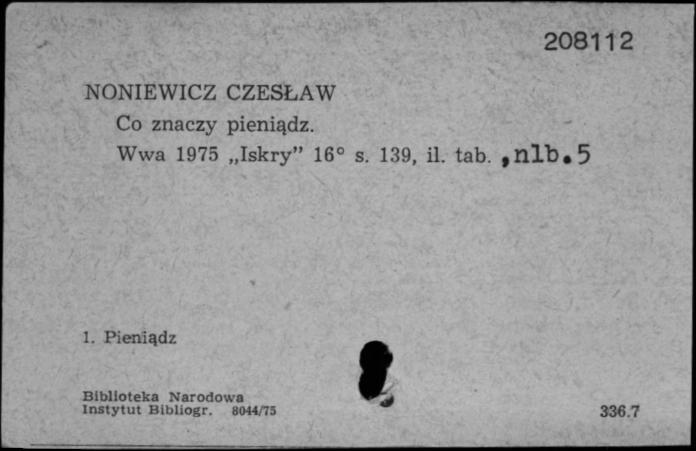 208112
NONIEWICZ CZESŁAW
Co znaczy pieniądz.
Wwa 1975 „Iskry” 16° s. 139, il. tab. ,nlb.5
1. Pieniądz
Biblioteka Narodowa
Instytut Bibliogr. 8044/75
336.7